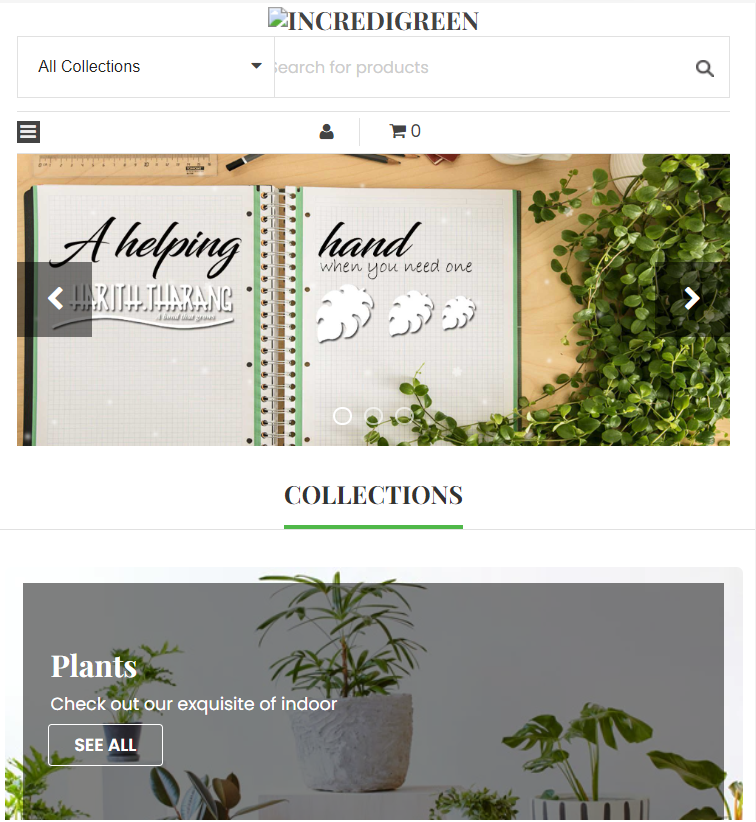 INCREDIGREEN
All Collections
Search for products
0
A helping hand
when you need one
HARITH.THARANG
A bond that grows
COLLECTIONS
Plants
Check out our exquisite of indoor
SEE ALL